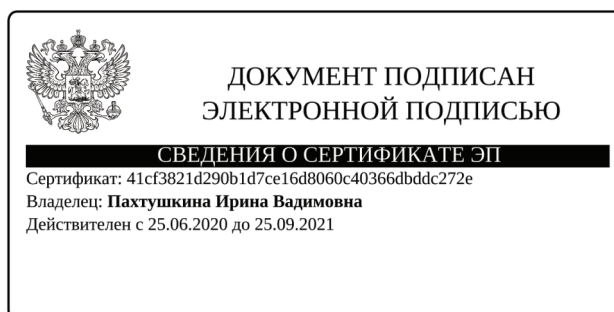 ДОКУМЕНТ ПОДПИСАН
ЭЛЕКТРОННОЙ ПОДПИСЬЮ
СВЕДЕНИЯ О СЕРТИФИКАТЕ ЭП
Сертификат: 41cf3821d290b1d7ce16d8060c40366dbddc272e
Владелец: Пахтушкина Ирина Вадимовна
Действителен с 25.06.2020 до 25.09.2021